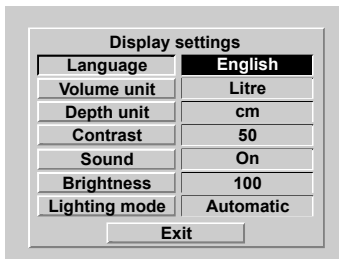 Display settings
Language English
Volume unit Litre
Depth unit cm
Contrast 50
Sound On
Brightness 100
Lighting mode Automatic
Exit